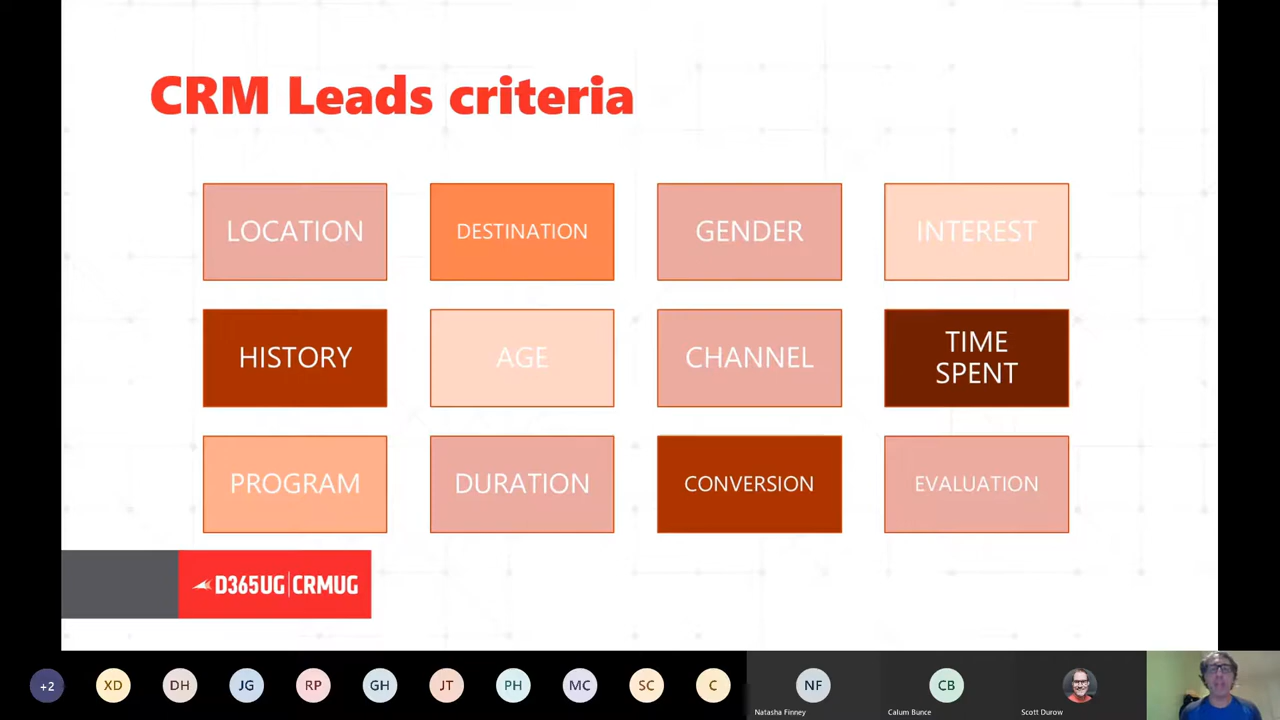 CRM Leads criteria
LOCATION
DESTINATION
GENDER
INTEREST
HISTORY
AGE
CHANNEL
TIME
SPENT
PROGRAM
DURATION
CONVERSION
EVALUATION
D365UG|CRMUG
+2
XD
DH
JG
RP
GH
JT
PH
MC
SC
C
NF
CB
Natasha Finney
Calum Bunce
Scott Durow